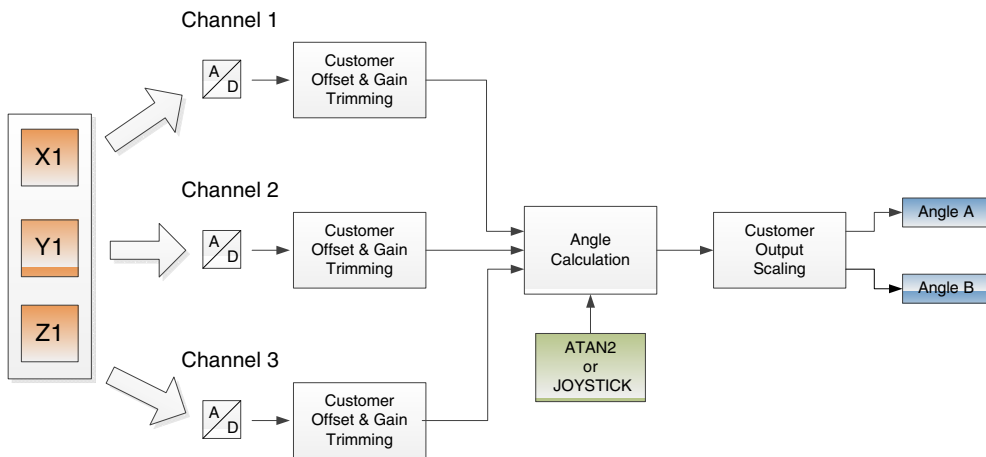 Channel 1
A
D
Customer
Offset & Gain
Trimming
X1
Channel 2
Y1
A
D
Customer
Offset & Gain
Trimming
Angle
Calculation
Customer
Output
Scaling
Angle A
Angle B
Z1
ATAN2
or
JOYSTICK
Channel 3
A
D
Customer
Offset & Gain
Trimming